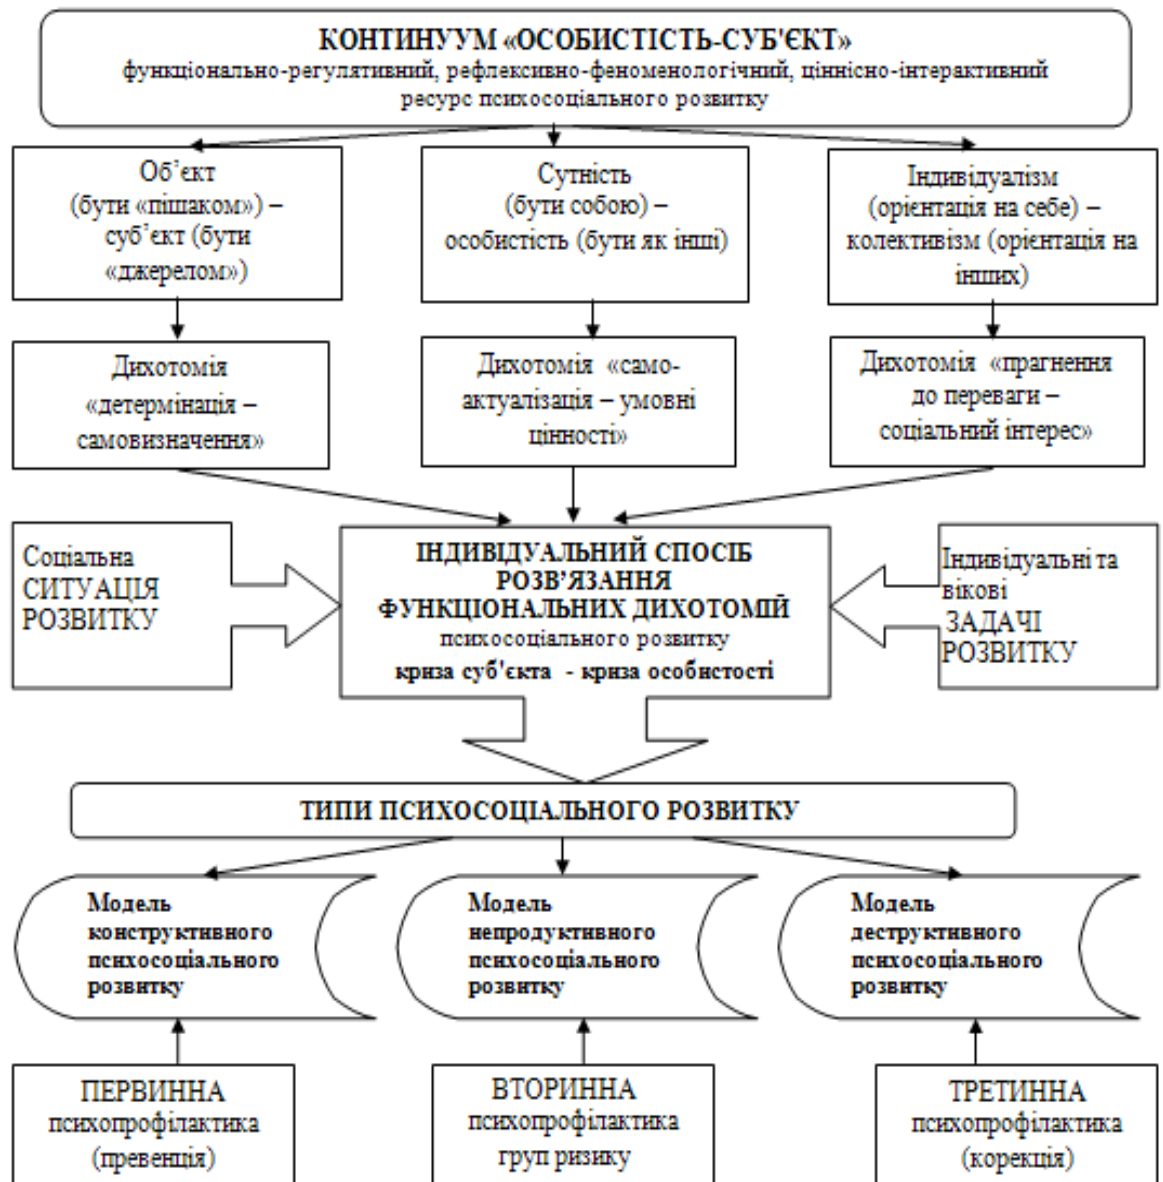 КОНТИНУУМ «ОСОБИСТІСТЬ-СУБ'ЄКТ»
функціонально-регулятивний, рефлексивно-феноменологічний, ціннісно-інтерактивний
ресурс психосоціального розвитку
Об’єкт
(бути «пішаком») –
суб’єкт (бути
«джерелом»)
Сутність
(бути собою) –
особистість (бути як інші)
Індивідуалізм
(орієнтація на себе) –
колективізм (орієнтація на
інших)
Дихотомія
«детермінація –
самовизначення»
Дихотомія «само-
актуалізація – умовні
цінності»
Дихотомія «прагнення
до переваги –
соціальний інтерес»
Соціальна
СИТУАЦІЯ
РОЗВИТКУ
ІНДИВІДУАЛЬНИЙ СПОСІБ
РОЗВ’ЯЗАННЯ
ФУНКЦІОНАЛЬНИХ ДИХОТОМІЙ
психосоціального розвитку
криза суб'єкта - криза особистості
Індивідуальні та
вікові
ЗАДАЧІ
РОЗВИТКУ
ТИПИ ПСИХОСОЦІАЛЬНОГО РОЗВИТКУ
Модель
конструктивного
психосоціального
розвитку
Модель
непродуктивного
психосоціального
розвитку
Модель
деструктивного
психосоціального
розвитку
ПЕРВИННА
психопрофілактика
(превенція)
ВТОРИННА
психопрофілактика
груп ризику
ТРЕТИННА
психопрофілактика
(корекція)